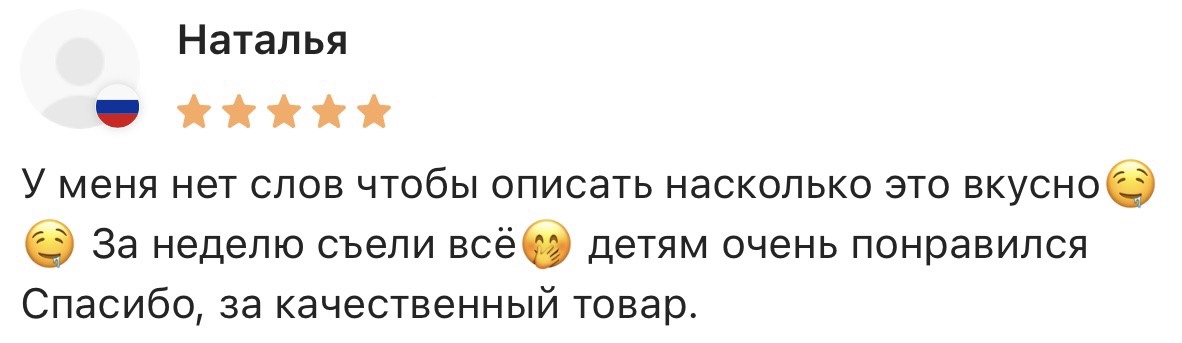 Наталья
У меня нет слов чтобы описать насколько это вкусно🤤
🤤 За неделю съели всё🤭 детям очень понравился
Спасибо, за качественный товар.